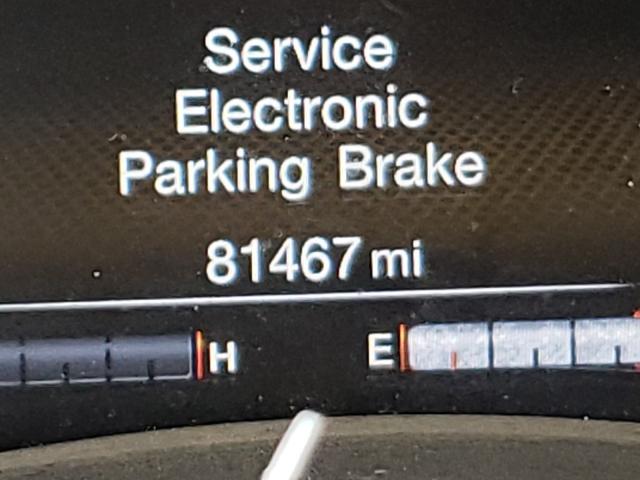 Service
Electronic
Parking Brake
81467 mi
H E